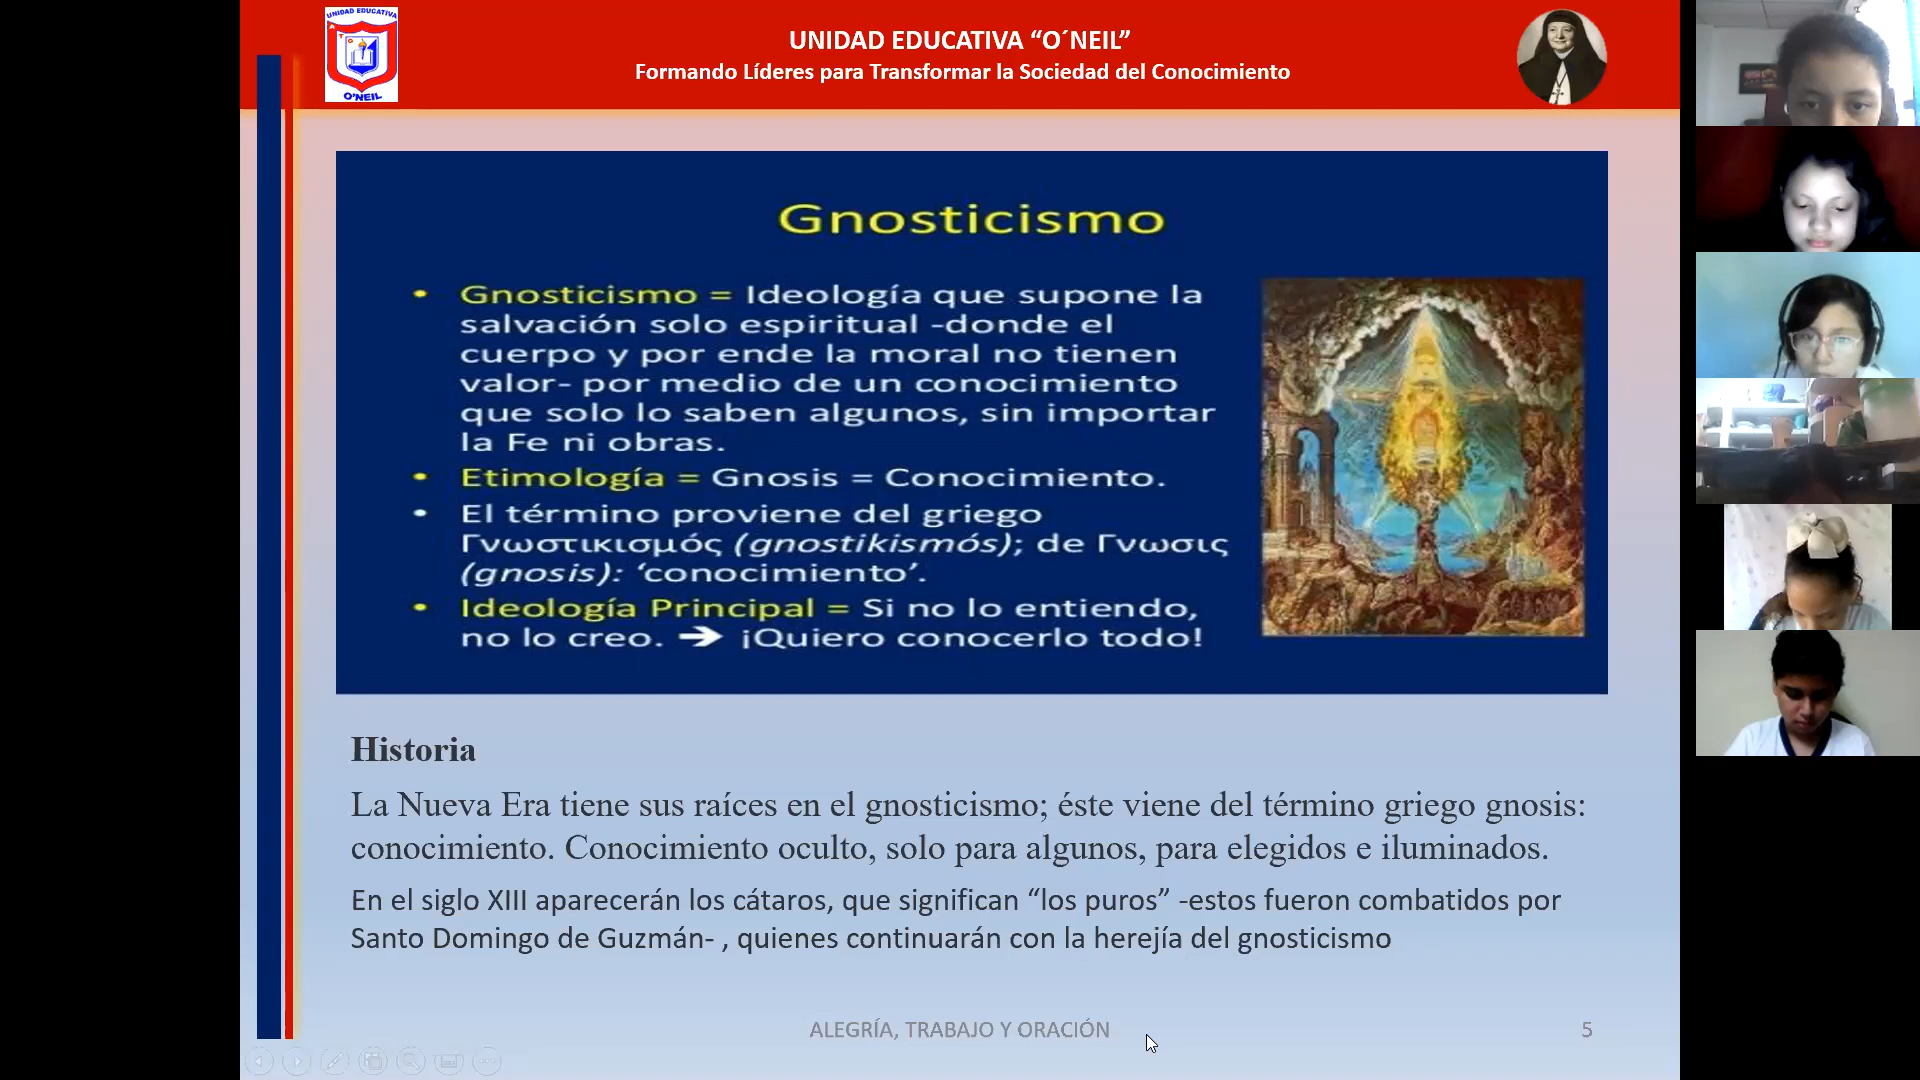 UNIDAD EDUCATIVA
A T O
O'NEIL
UNIDAD EDUCATIVA “O´NEIL”
Formando Líderes para Transformar la Sociedad del Conocimiento
Gnosticismo
• Gnosticismo = Ideología que supone la
salvación solo espiritual -donde el
cuerpo y por ende la moral no tienen
valor- por medio de un conocimiento
que solo lo saben algunos, sin importar
la Fe ni obras.
• Etimología = Gnosis = Conocimiento.
• El término proviene del griego
Γνωστικισμός (gnostikismós); de Γνωσις
(gnosis): ‘conocimiento’.
• Ideología Principal = Si no lo entiendo,
no lo creo. ➔ ¡Quiero conocerlo todo!
Historia
La Nueva Era tiene sus raíces en el gnosticismo; éste viene del término griego gnosis:
conocimiento. Conocimiento oculto, solo para algunos, para elegidos e iluminados.
En el siglo XIII aparecerán los cátaros, que significan “los puros” -estos fueron combatidos por
Santo Domingo de Guzmán- , quienes continuarán con la herejía del gnosticismo
ALEGRÍA, TRABAJO Y ORACIÓN
5